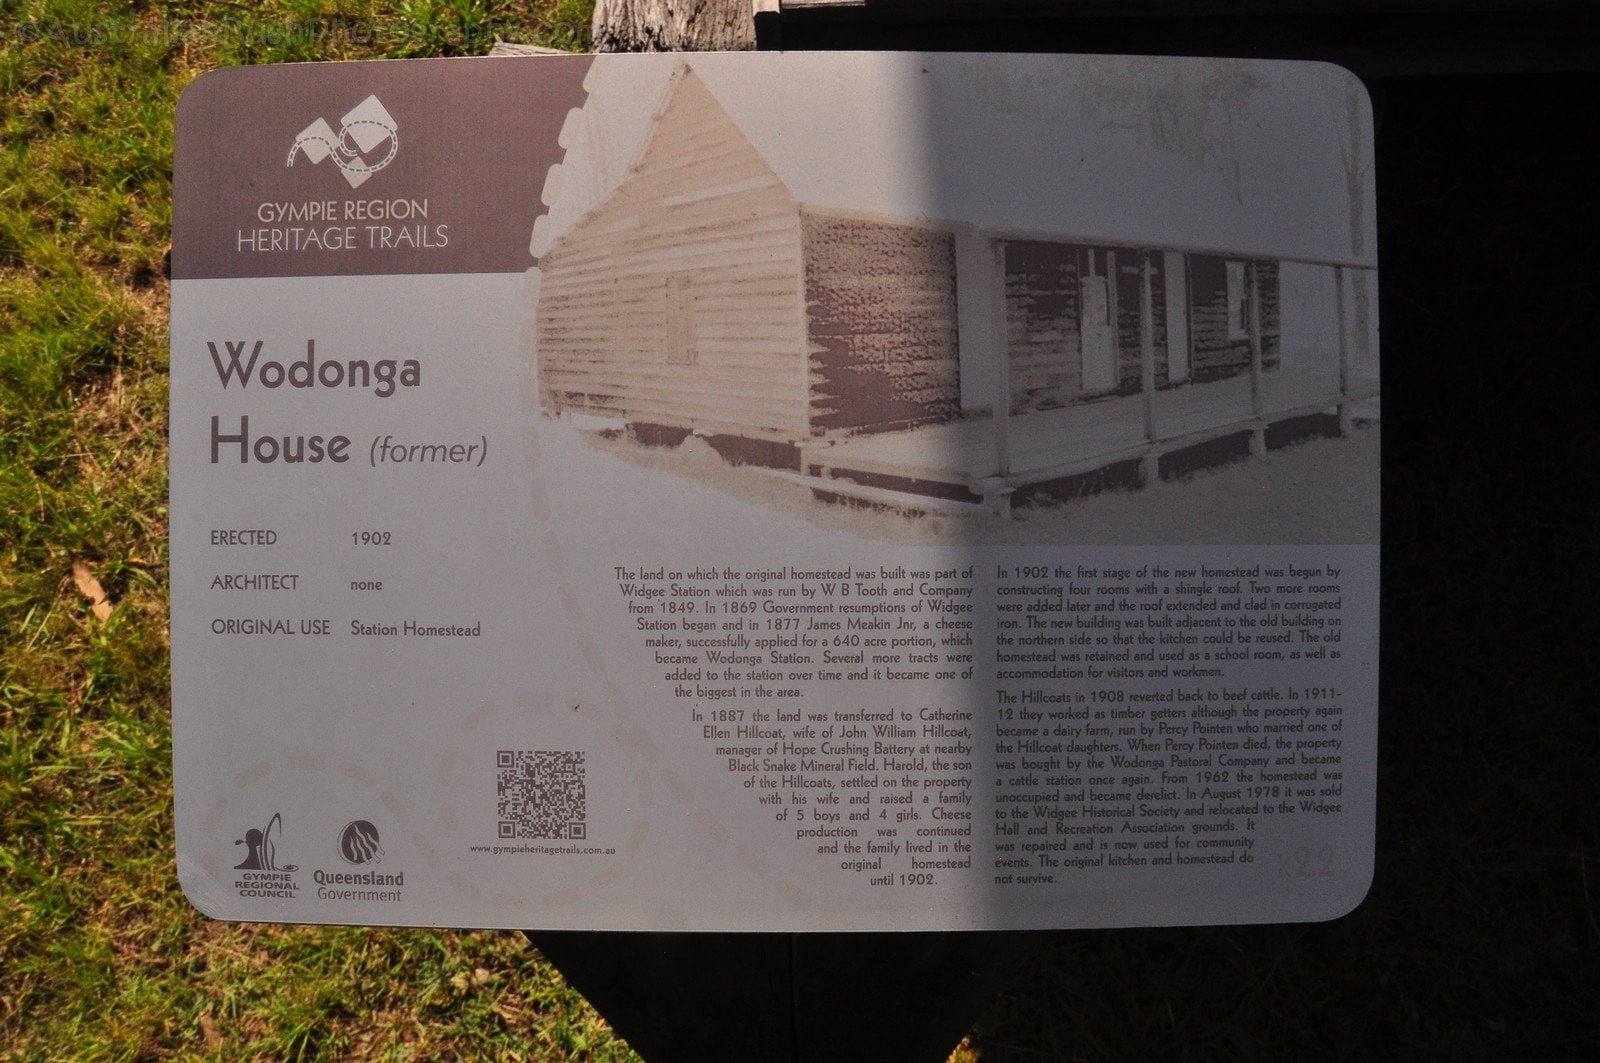 ©AustralianBushPhotography.com
GYMPIE REGION
HERITAGE TRAILS
Wodonga
House (former)
ERECTED 1902
ARCHITECT none
ORIGINAL USE Station Homestead
The land on which the original homestead was built was part of
Widgee Station which was run by W B Tooth and Company
from 1849. In 1869 Government resumptions of Widgee
Station began and in 1877 James Meakin Jnr, a cheese
maker, successfully applied for a 640 acre portion, which
became Wodonga Station. Several more tracts were
added to the station over time and it became one of
the biggest in the area.
In 1887 the land was transferred to Catherine
Ellen Hillcoat, wife of John William Hillcoat,
manager of Hope Crushing Battery at nearby
Black Snake Mineral Field. Harold, the son
of the Hillcoats, settled on the property
with his wife and raised a family
of 5 boys and 4 girls. Cheese
production was continued
and the family lived in the
original homestead
until 1902.
In 1902 the first stage of the new homestead was begun by
constructing four rooms with a shingle roof. Two more rooms
were added later and the roof extended and clad in corrugated
iron. The new building was built adjacent to the old building on
the northern side so that the kitchen could be reused. The old
homestead was retained and used as a school room, as well as
accommodation for visitors and workmen.
The Hillcoats in 1908 reverted back to beef cattle. In 1911-
12 they worked as timber getters although the property again
became a dairy farm, run by Percy Pointen who married one of
the Hillcoat daughters. When Percy Pointen died, the property
was bought by the Wodonga Pastoral Company and became
a cattle station once again. From 1962 the homestead was
unoccupied and became derelict. In August 1978 it was sold
to the Widgee Historical Society and relocated to the Widgee
Hall and Recreation Association grounds. It
was repaired and is now used for community
events. The original kitchen and homestead do
not survive.
www.gympieheritagetrails.com.au
GYMPIE
REGIONAL
COUNCIL
Queensland
Government